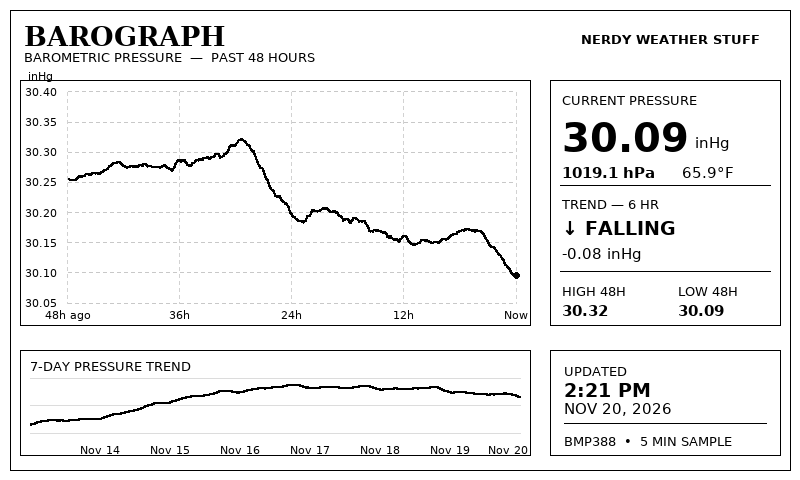 BAROGRAPH
BAROMETRIC PRESSURE — PAST 48 HOURS
NERDY WEATHER STUFF
inHg
30.40
30.35
30.30
30.25
30.20
30.15
30.10
30.05
48h ago 36h 24h 12h Now
CURRENT PRESSURE
30.09 inHg
1019.1 hPa 65.9°F
TREND — 6 HR
↓ FALLING
-0.08 inHg
HIGH 48H LOW 48H
30.32 30.09
7-DAY PRESSURE TREND
Nov 14 Nov 15 Nov 16 Nov 17 Nov 18 Nov 19 Nov 20
UPDATED
2:21 PM
NOV 20, 2026
BMP388 • 5 MIN SAMPLE